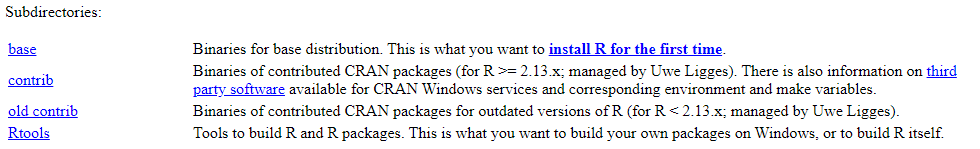 Subdirectories:
base Binaries for base distribution. This is what you want to install R for the first time.
contrib Binaries of contributed CRAN packages (for R >= 2.13.x; managed by Uwe Ligges). There is also information on third
party software available for CRAN Windows services and corresponding environment and make variables.
old contrib Binaries of contributed CRAN packages for outdated versions of R (for R < 2.13.x; managed by Uwe Ligges).
Rtools Tools to build R and R packages. This is what you want to build your own packages on Windows, or to build R itself.